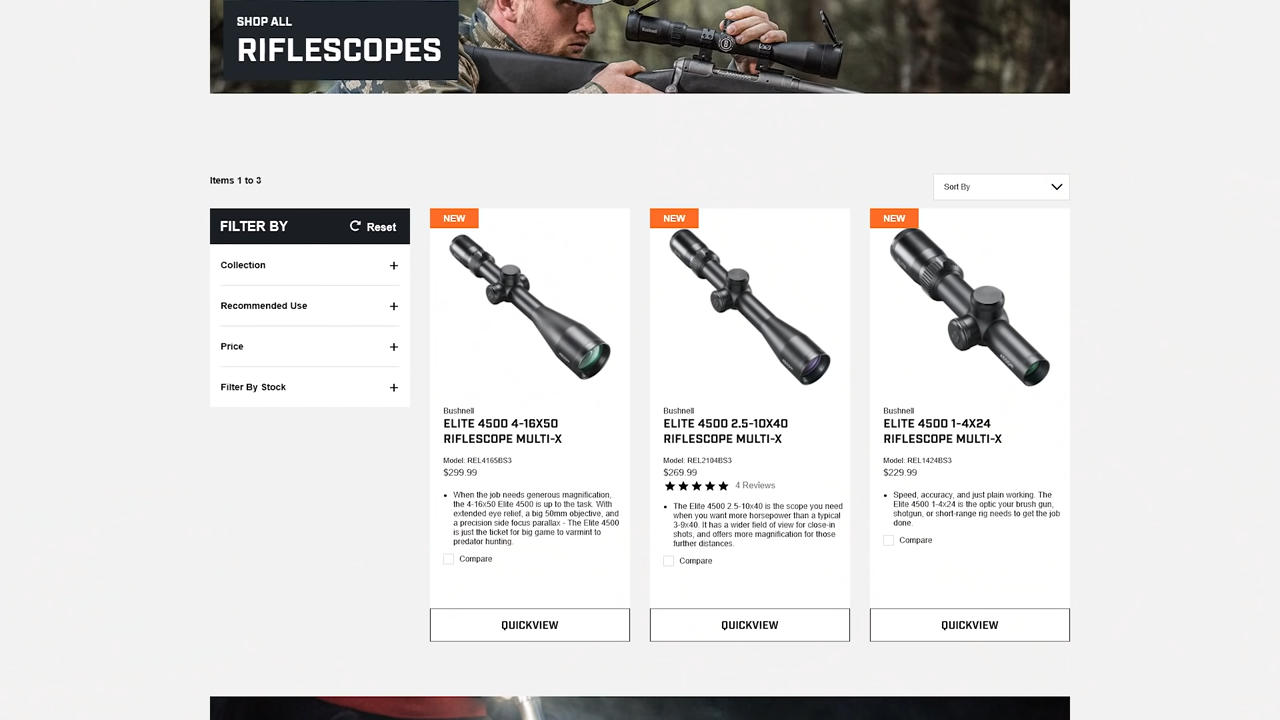 SHOP ALL
RIFLESCOPES
Items 1 to 3
Sort By
FILTER BY
Reset
Collection
Recommended Use
Price
Filter By Stock
NEW
Bushnell
ELITE 4500 4-16X50
RIFLESCOPE MULTI-X
Model: REL4165BS3
$299.99
When the job needs generous magnification,
the 4-16x50 Elite 4500 is up to the task. With
extended eye relief, a big 50mm objective, and
a precision side focus parallax - The Elite 4500
is just the ticket for big game to varmint to
predator hunting.
Compare
QUICKVIEW
NEW
Bushnell
ELITE 4500 2.5-10X40
RIFLESCOPE MULTI-X
Model: REL2104BS3
$269.99
4 Reviews
The Elite 4500 2.5-10x40 is the scope you need
when you want more horsepower than a typical
3-9x40. It has a wider field of view for close-in
shots, and offers more magnification for those
further distances.
Compare
QUICKVIEW
NEW
Bushnell
ELITE 4500 1-4X24
RIFLESCOPE MULTI-X
Model: REL1424BS3
$229.99
Speed, accuracy, and just plain working. The
Elite 4500 1-4x24 is the optic your brush gun,
shotgun, or short-range rig needs to get the job
done.
Compare
QUICKVIEW